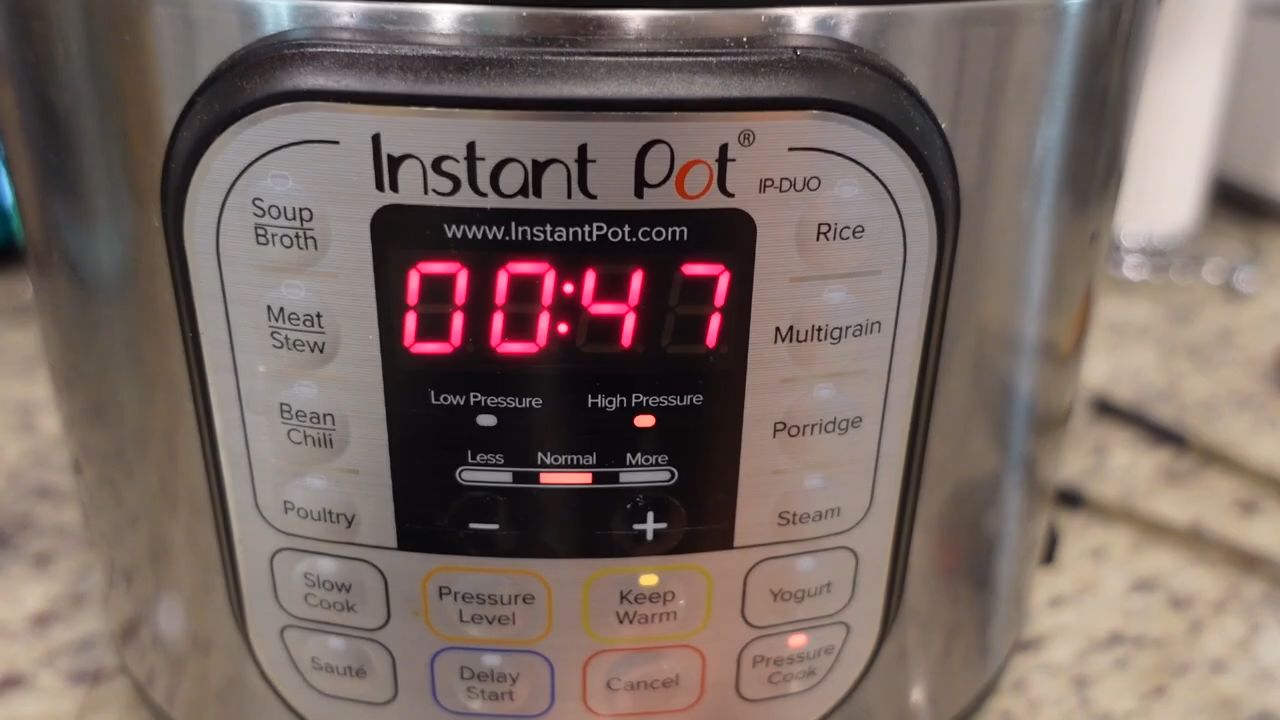 Instant Pot® IP-DUO
www.InstantPot.com
00:47
Low Pressure High Pressure
Less Normal More
− +
Soup
Broth
Meat
Stew
Bean
Chili
Poultry
Rice
Multigrain
Porridge
Steam
Slow
Cook
Pressure
Level
Keep
Warm
Yogurt
Sauté
Delay
Start
Cancel
Pressure
Cook